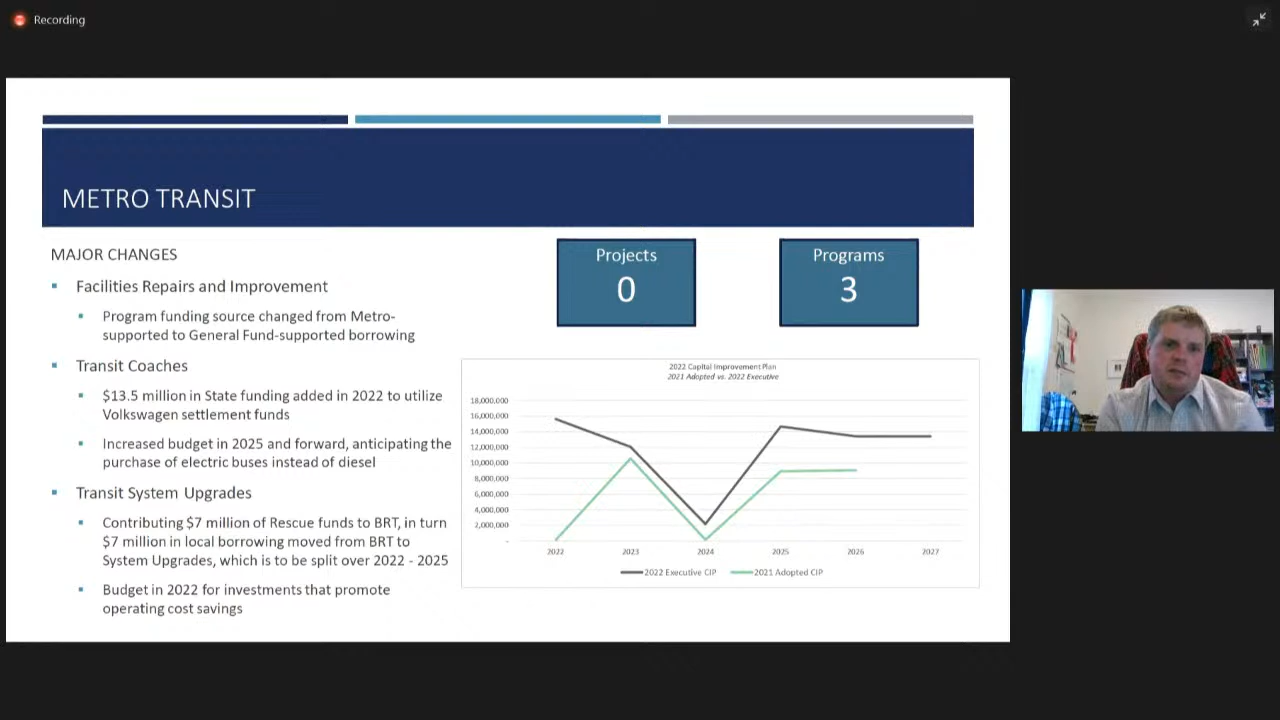 Recording
METRO TRANSIT
MAJOR CHANGES
Facilities Repairs and Improvement
Program funding source changed from Metro-
supported to General Fund-supported borrowing
Transit Coaches
$13.5 million in State funding added in 2022 to utilize
Volkswagen settlement funds
Increased budget in 2025 and forward, anticipating the
purchase of electric buses instead of diesel
Transit System Upgrades
Contributing $7 million of Rescue funds to BRT, in turn
$7 million in local borrowing moved from BRT to
System Upgrades, which is to be split over 2022 - 2025
Budget in 2022 for investments that promote
operating cost savings
Projects
0
Programs
3
2022 Capital Improvement Plan
2021 Adopted vs. 2022 Executive
18,000,000
16,000,000
14,000,000
12,000,000
10,000,000
8,000,000
6,000,000
4,000,000
2,000,000
-
2022 2023 2024 2025 2026 2027
2022 Executive CIP 2021 Adopted CIP